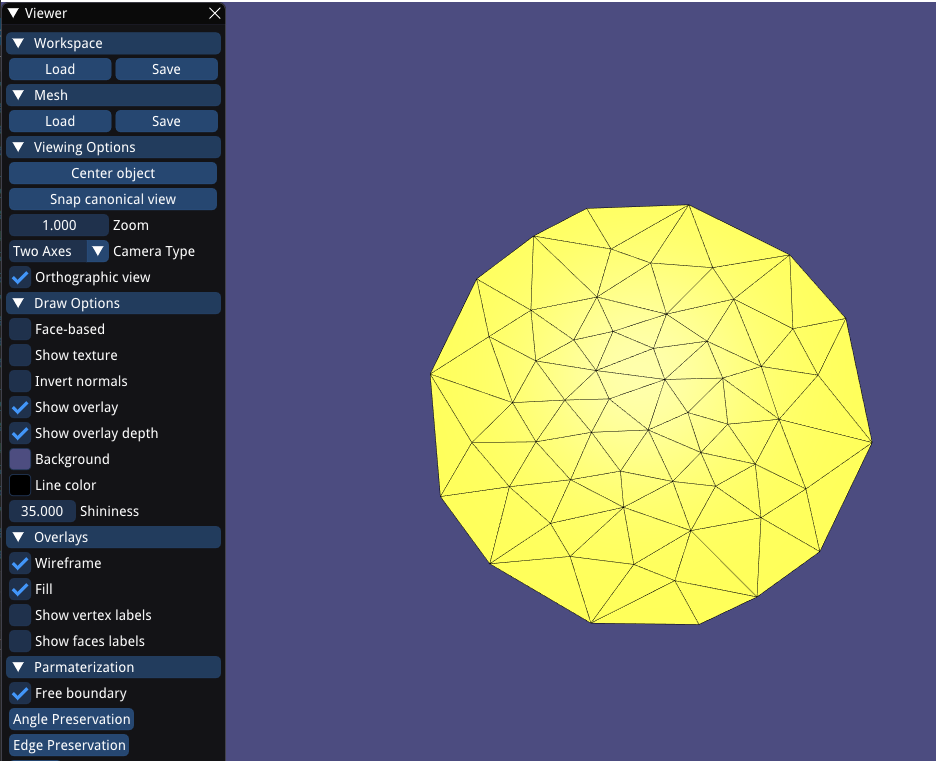 Viewer
Workspace
Load Save
Mesh
Load Save
Viewing Options
Center object
Snap canonical view
1.000 Zoom
Two Axes Camera Type
Orthographic view
Draw Options
Face-based
Show texture
Invert normals
Show overlay
Show overlay depth
Background
Line color
35.000 Shininess
Overlays
Wireframe
Fill
Show vertex labels
Show faces labels
Parmaterization
Free boundary
Angle Preservation
Edge Preservation